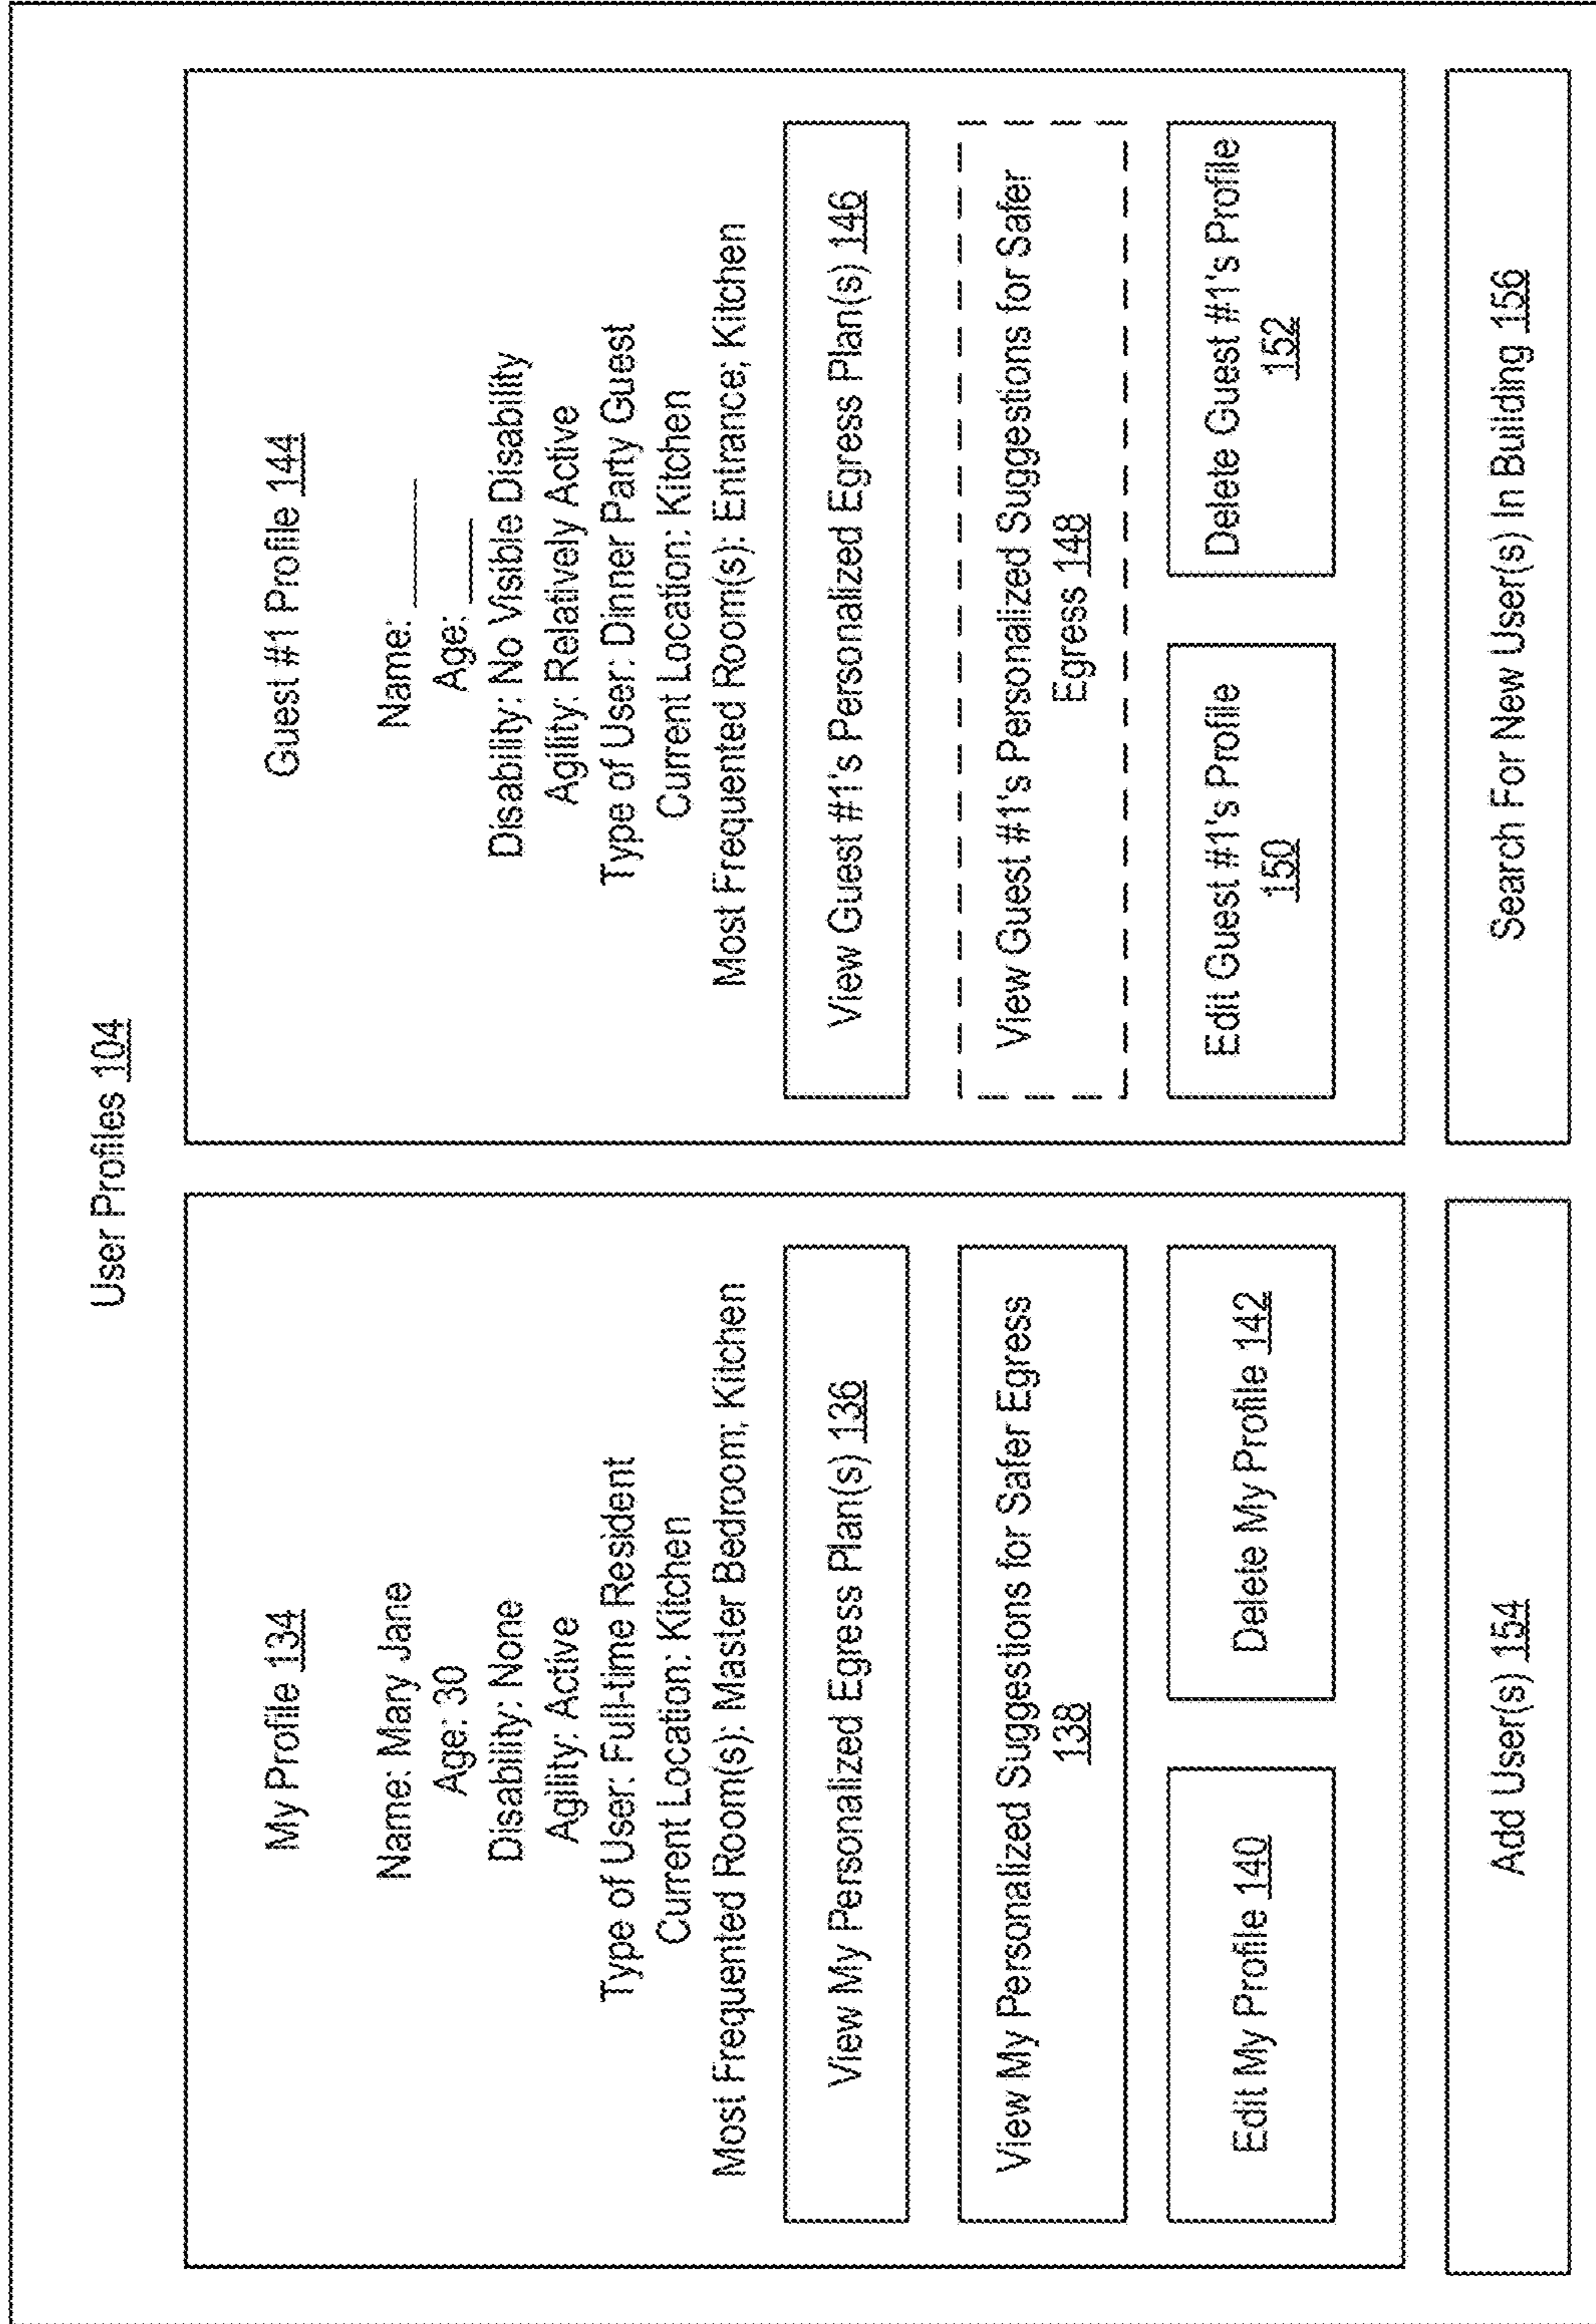 User Profiles 104
My Profile 134
Name: Mary Jane
Age: 30
Disability: None
Agility: Active
Type of User: Full-time Resident
Current Location: Kitchen
Most Frequented Room(s): Master Bedroom; Kitchen
View My Personalized Egress Plan(s) 136
View My Personalized Suggestions for Safer Egress
138
Edit My Profile 140
Delete My Profile 142
Guest #1 Profile 144
Name: ______
Age: ____
Disability: No Visible Disability
Agility: Relatively Active
Type of User: Dinner Party Guest
Current Location: Kitchen
Most Frequented Room(s): Entrance; Kitchen
View Guest #1's Personalized Egress Plan(s) 146
View Guest #1's Personalized Suggestions for Safer
Egress 148
Edit Guest #1's Profile
150
Delete Guest #1's Profile
152
Add User(s) 154
Search For New User(s) In Building 156